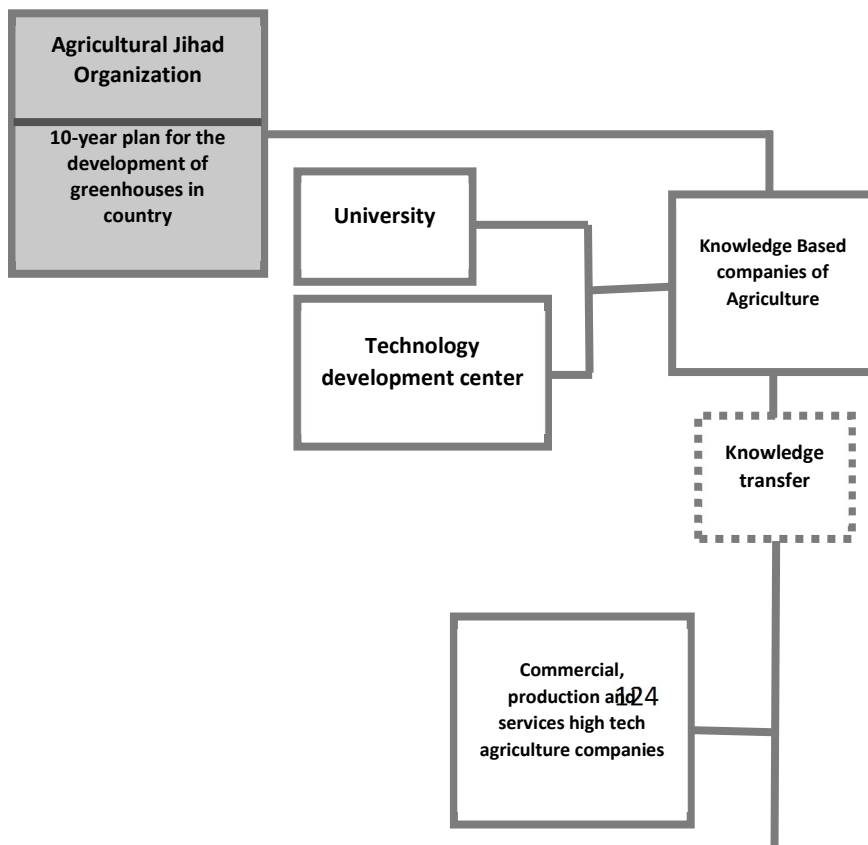 Agricultural Jihad
Organization
10-year plan for the
development of
greenhouses in
country
University
Technology
development center
Knowledge Based
companies of
Agriculture
Knowledge
transfer
Commercial,
production and
124
services high tech
agriculture companies